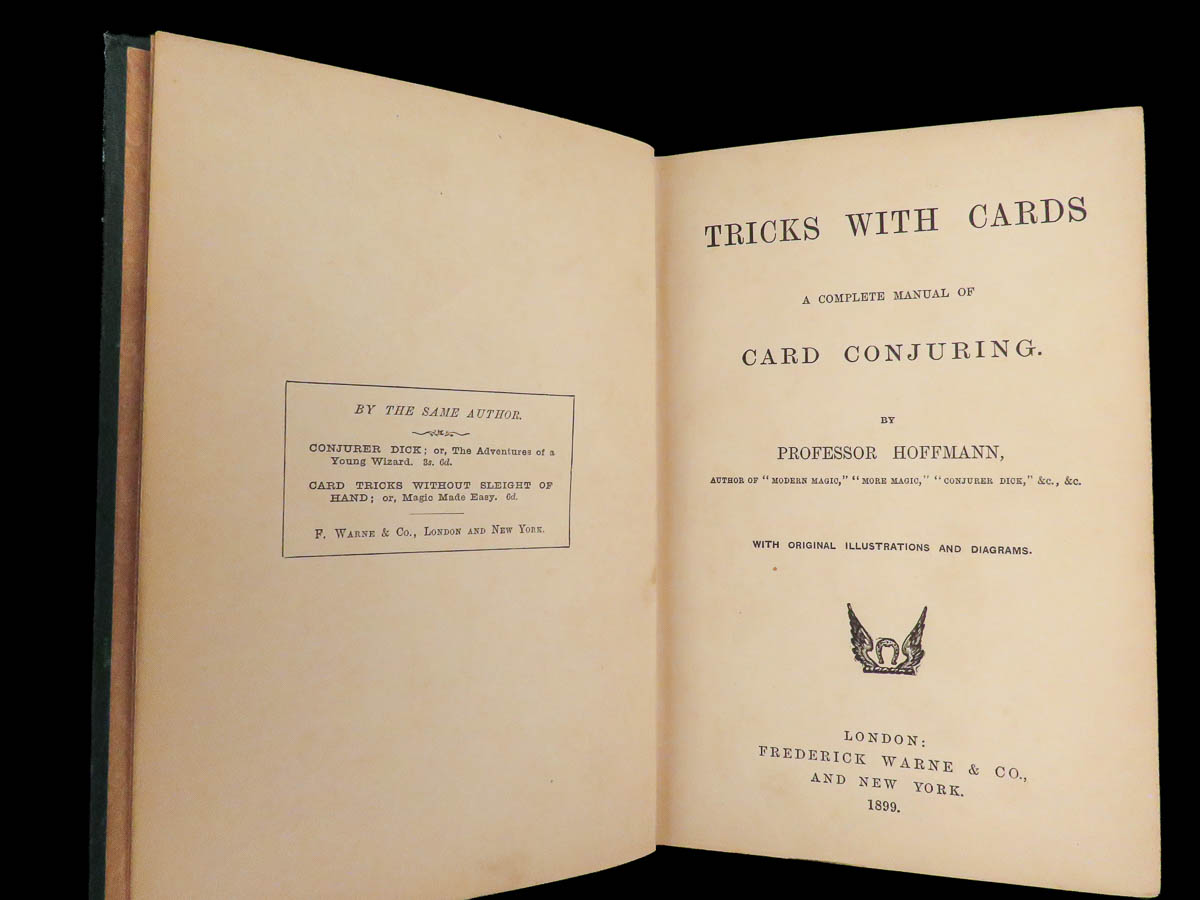 BY THE SAME AUTHOR.
CONJURER DICK; or, The Adventures of a
Young Wizard. 3s. 6d.
CARD TRICKS WITHOUT SLEIGHT OF
HAND; or, Magic Made Easy. 6d.
F. WARNE & CO., LONDON AND NEW YORK.
TRICKS WITH CARDS
A COMPLETE MANUAL OF
CARD CONJURING.
BY
PROFESSOR HOFFMANN,
AUTHOR OF "MODERN MAGIC," "MORE MAGIC," "CONJURER DICK," &C., &C.
WITH ORIGINAL ILLUSTRATIONS AND DIAGRAMS.
LONDON:
FREDERICK WARNE & CO.,
AND NEW YORK.
1899.